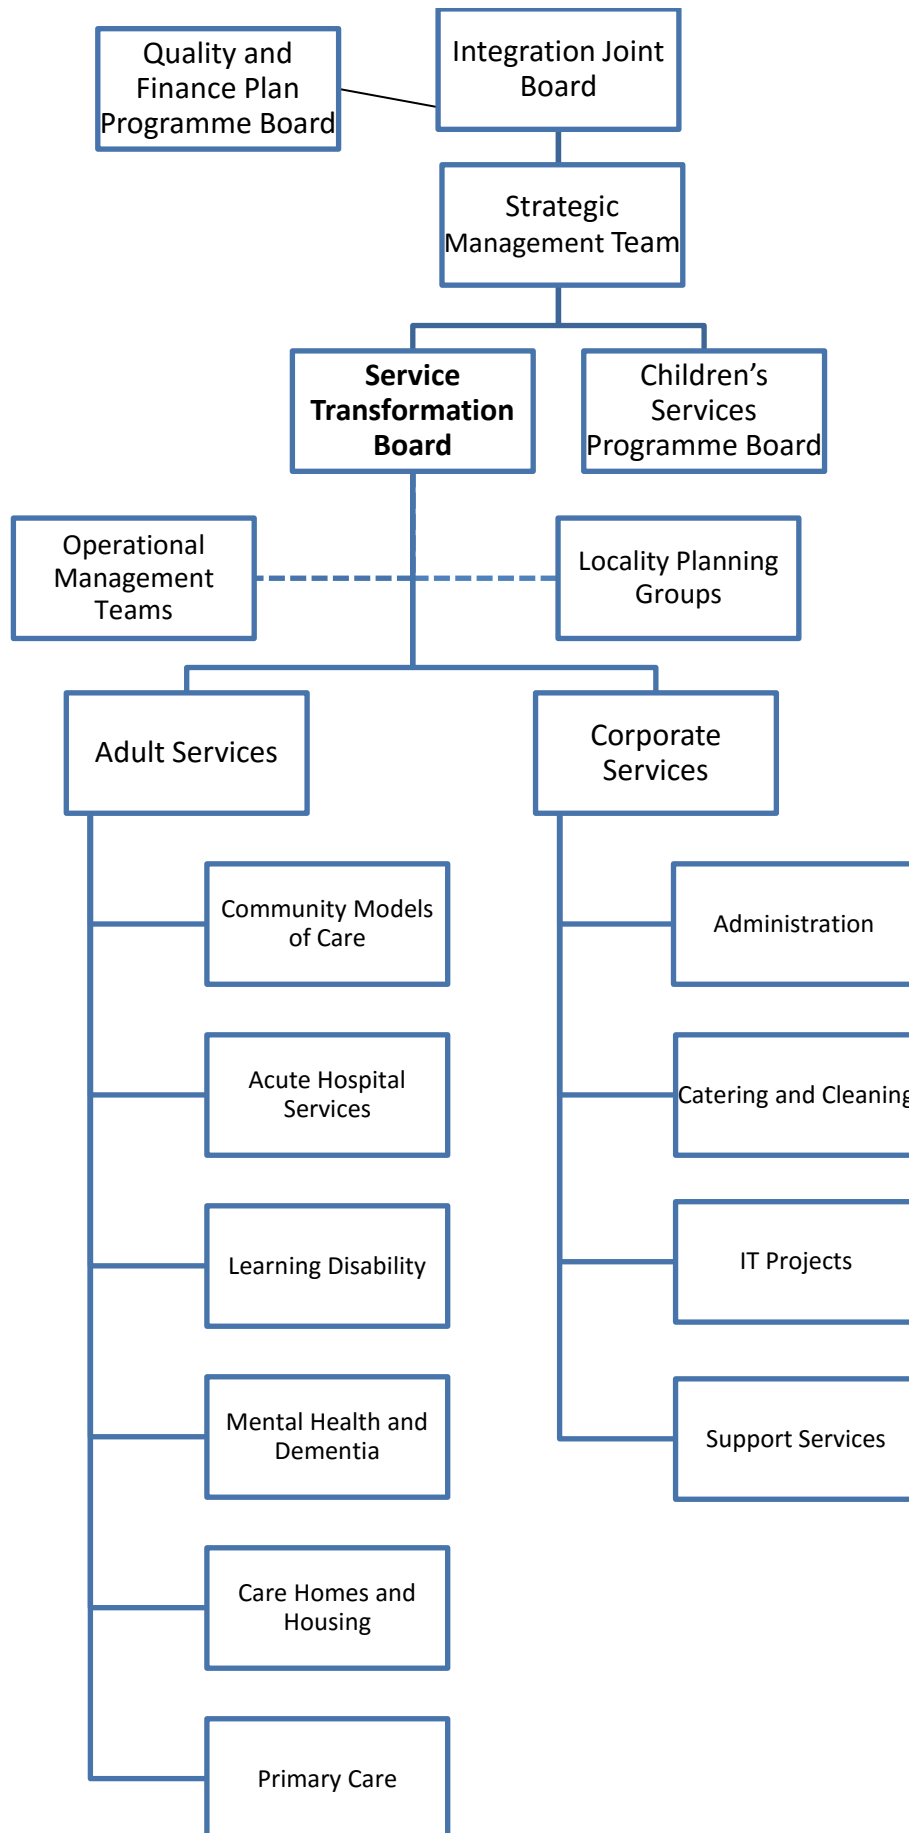 Quality and
Finance Plan
Programme Board
Integration Joint
Board
Strategic
Management Team
Service
Transformation
Board
Children’s
Services
Programme Board
Operational
Management
Teams
Locality Planning
Groups
Adult Services
Corporate
Services
Community Models
of Care
Administration
Acute Hospital
Services
Catering and Cleaning
Learning Disability
IT Projects
Mental Health and
Dementia
Support Services
Care Homes and
Housing
Primary Care